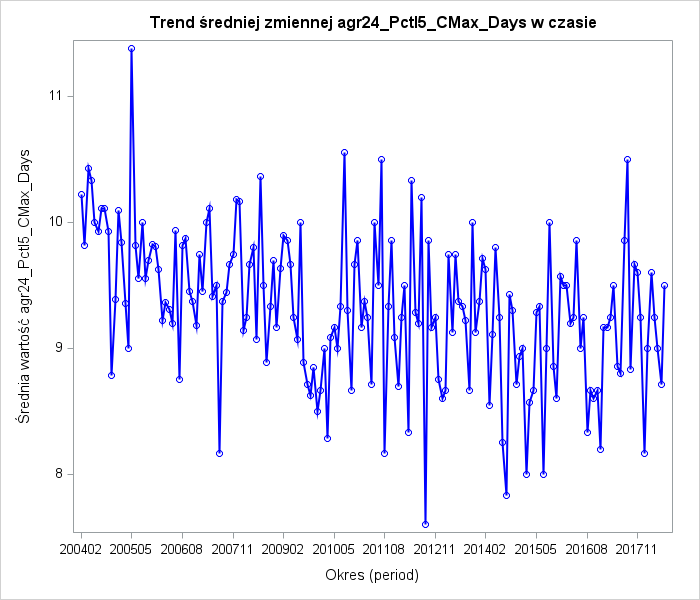 Trend średniej zmiennej agr24_Pctl5_CMax_Days w czasie
Średnia wartość agr24_Pctl5_CMax_Days
11
10
9
8
200402 200505 200608 200711 200902 201005 201108 201211 201402 201505 201608 201711
Okres (period)